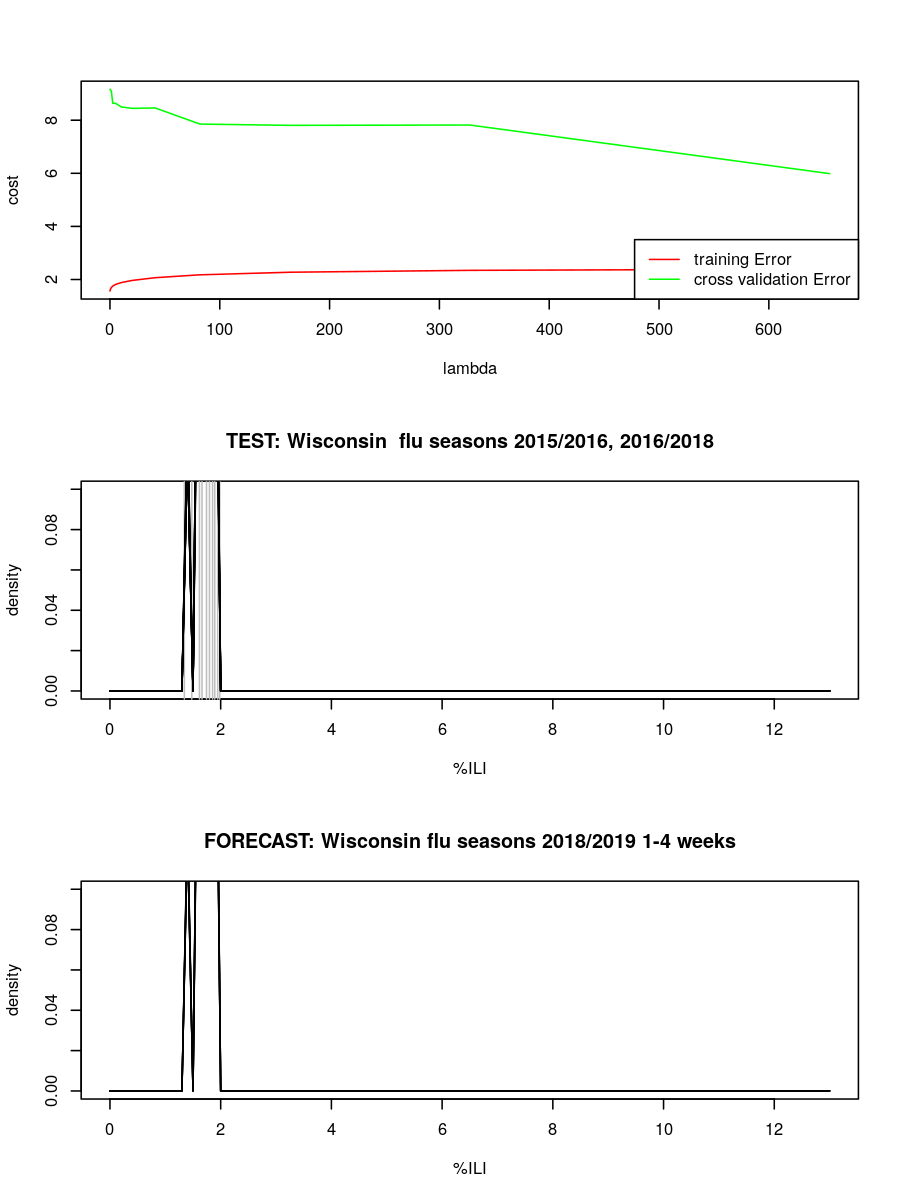 8
6
4
2
cost
training Error
cross validation Error
0 100 200 300 400 500 600
lambda
TEST: Wisconsin  flu seasons 2015/2016, 2016/2018
0.08
0.04
0.00
density
0 2 4 6 8 10 12
%ILI
FORECAST: Wisconsin flu seasons 2018/2019 1-4 weeks
0.08
0.04
0.00
density
0 2 4 6 8 10 12
%ILI